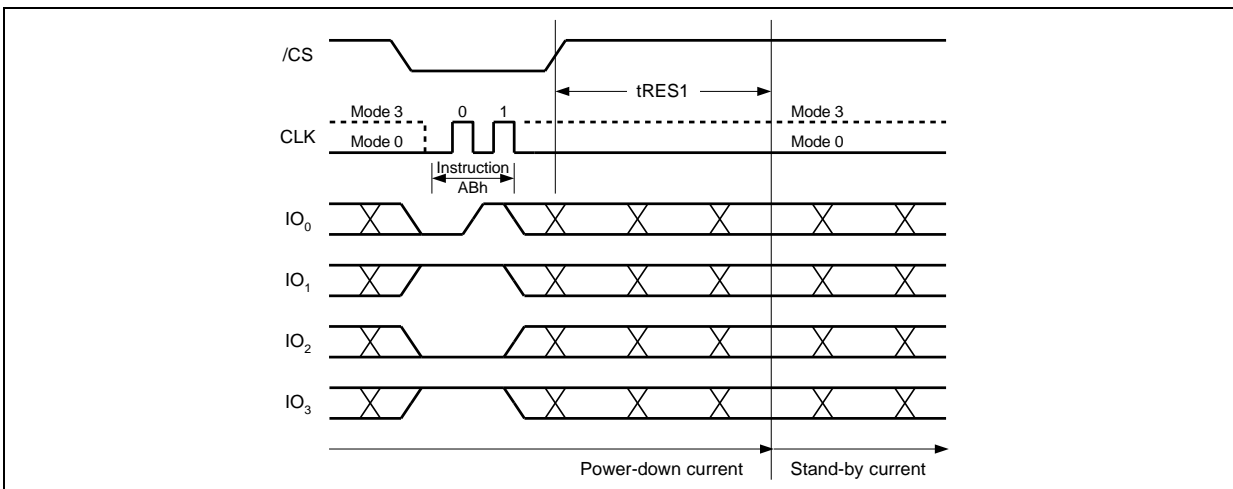 /CS
tRES1
Mode 3 0 1 Mode 3
CLK
Mode 0 Mode 0
Instruction
ABh
IO0
IO1
IO2
IO3
Power-down current Stand-by current